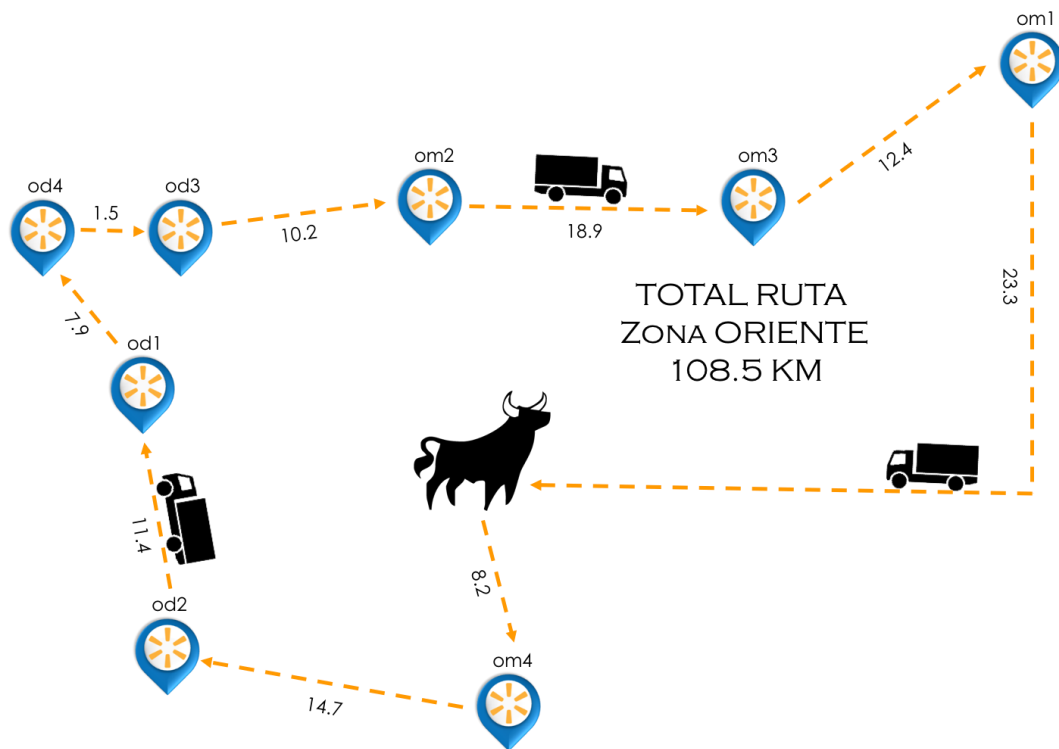 om1
12.4
om2
om3
od4
od3
1.5
10.2
18.9
23.3
TOTAL RUTA
ZONA ORIENTE
108.5 KM
7.9
od1
11.4
8.2
od2
om4
14.7